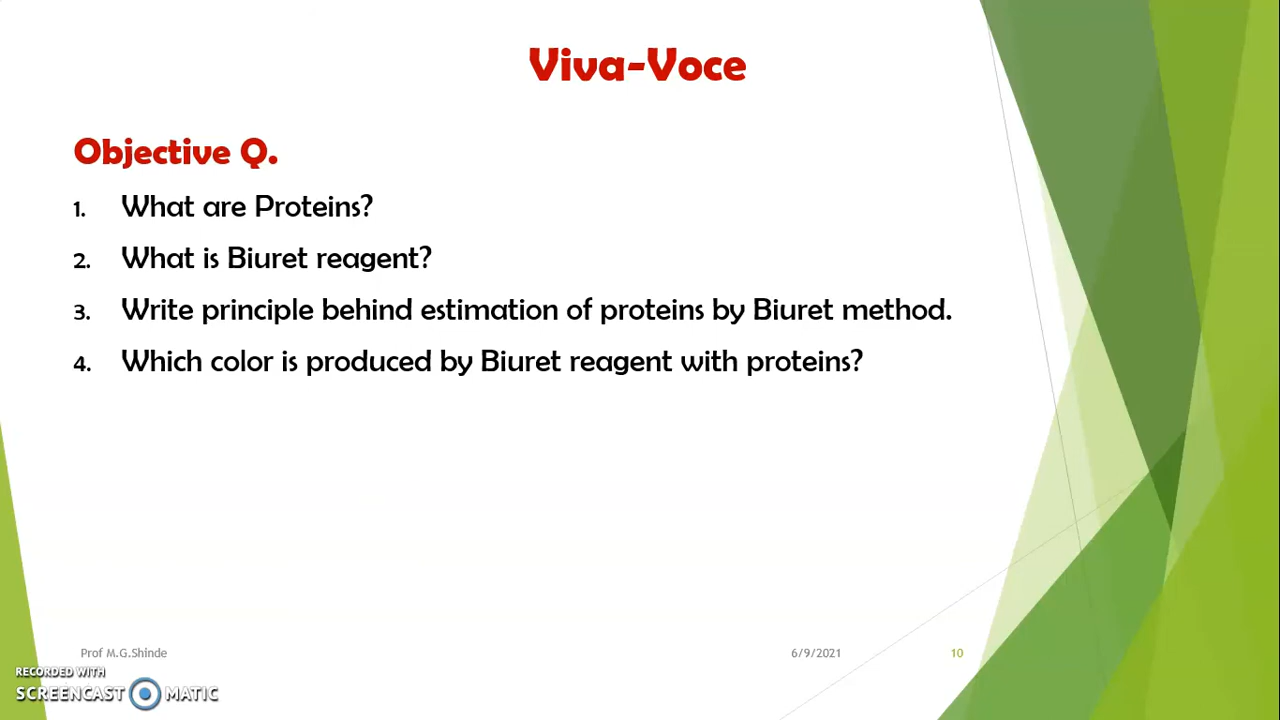 Viva-Voce
Objective Q.
1. What are Proteins?
2. What is Biuret reagent?
3. Write principle behind estimation of proteins by Biuret method.
4. Which color is produced by Biuret reagent with proteins?
Prof M.G.Shinde 6/9/2021 10
RECORDED WITH
SCREENCAST MATIC